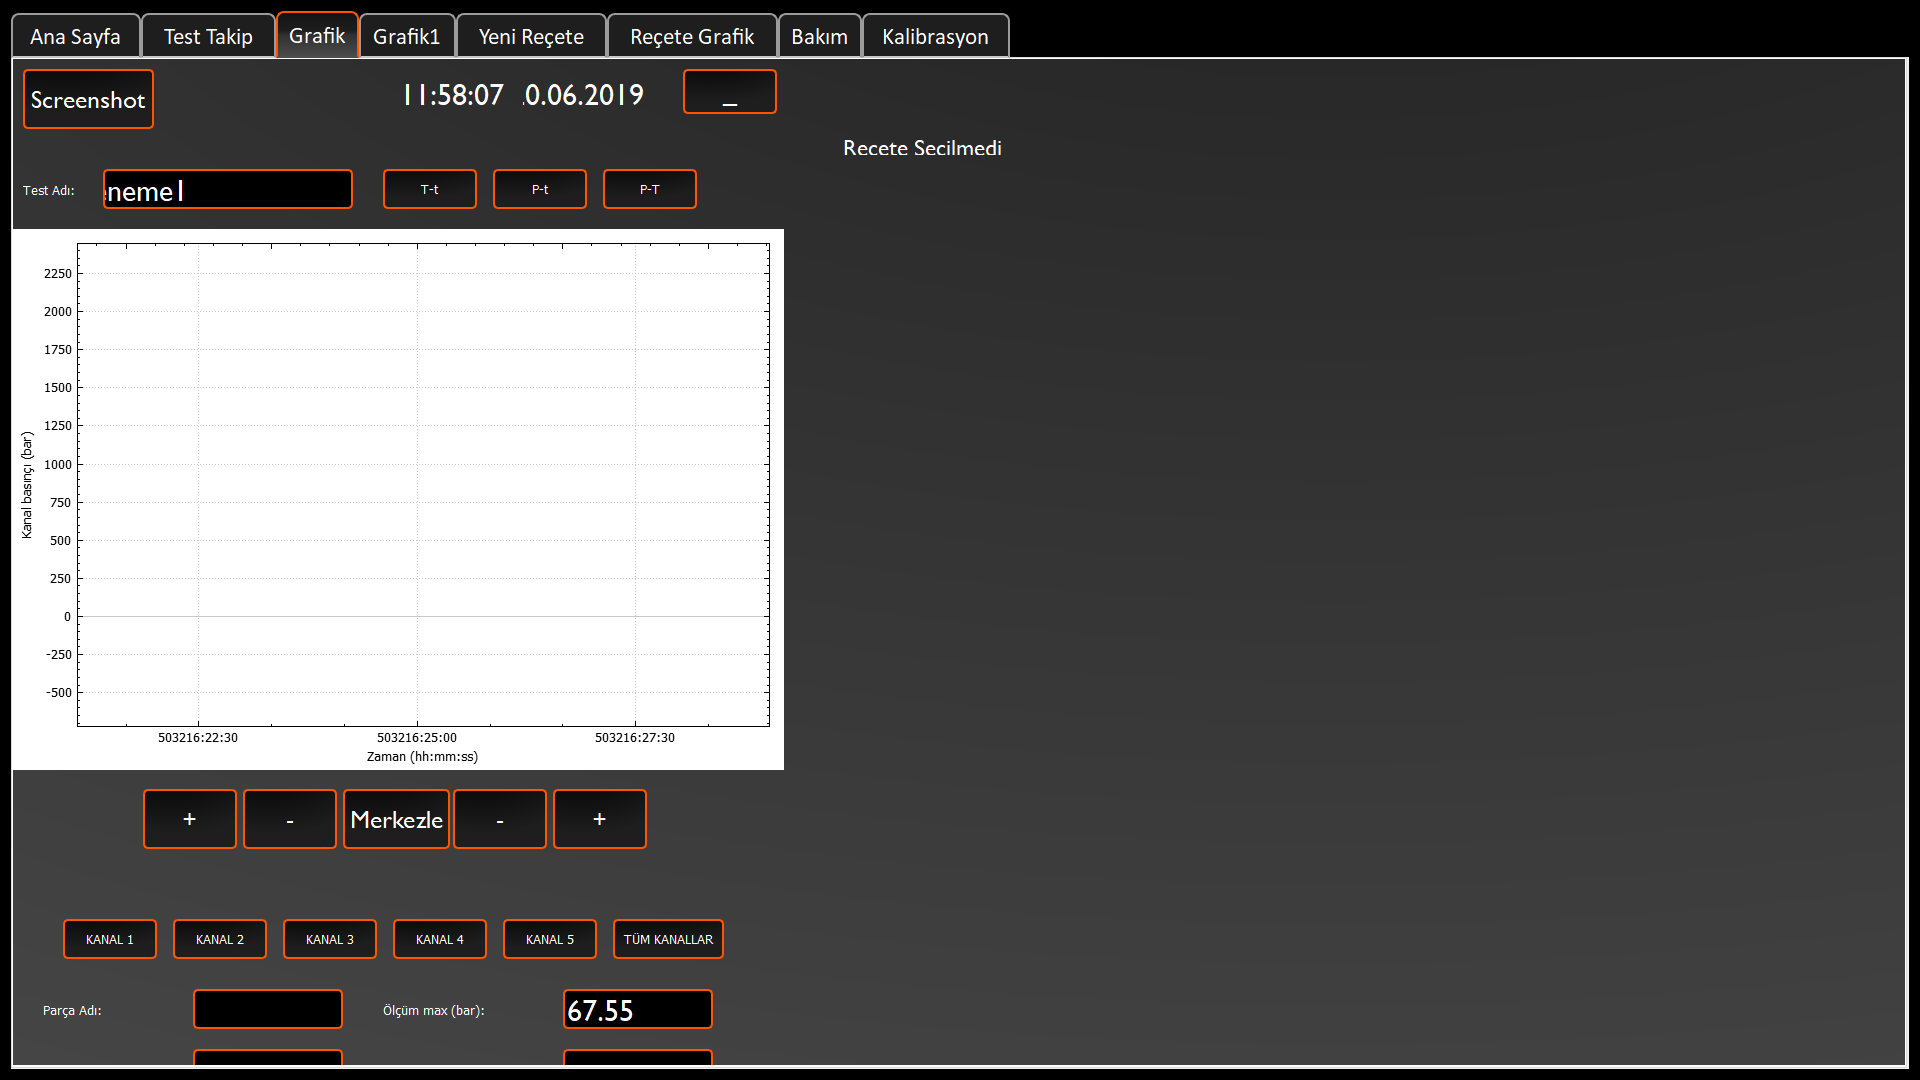 Ana Sayfa Test Takip Grafik Grafik1 Yeni Reçete Reçete Grafik Bakım Kalibrasyon
Screenshot 11:58:07 .0.06.2019 _
Recete Secilmedi
Test Adı: neme1 T-t P-t P-T
2250
2000
1750
1500
1250
1000
750
500
250
0
-250
-500
Kanal basınçı (bar)
503216:22:30 503216:25:00 503216:27:30
Zaman (hh:mm:ss)
+ - Merkezle - +
KANAL 1 KANAL 2 KANAL 3 KANAL 4 KANAL 5 TÜM KANALLAR
Parça Adı: Ölçüm max (bar): 67.55